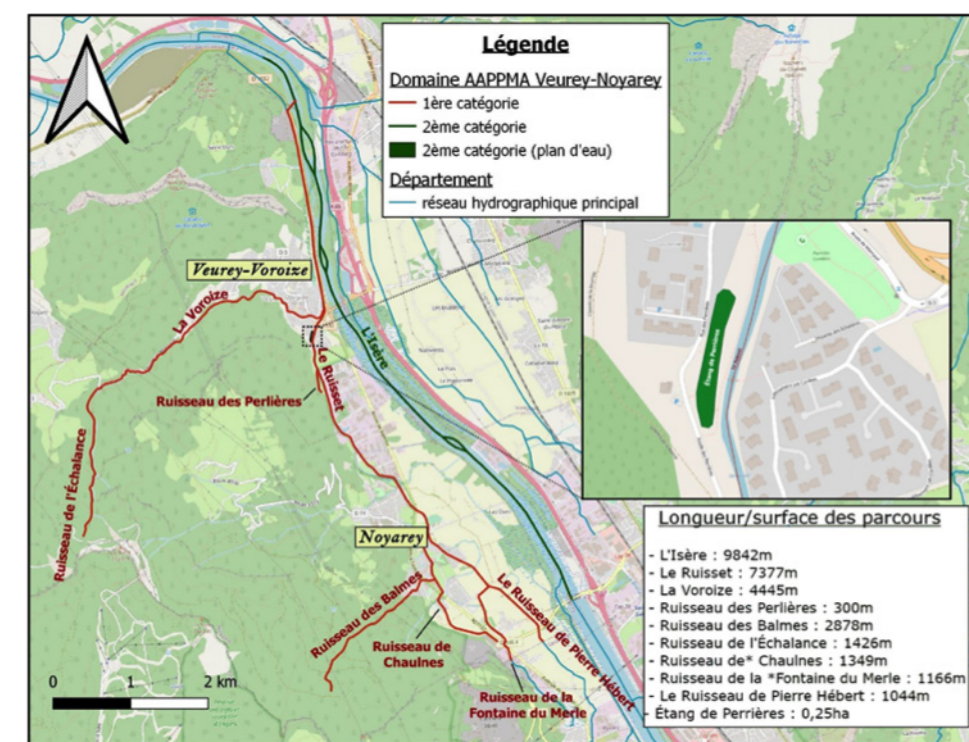 Légende
Domaine AAPPMA Veurey-Noyarey
1ère catégorie
2ème catégorie
2ème catégorie (plan d'eau)
Département
réseau hydrographique principal
Veurey-Voroize
La Voroize
L'Isère
Le Ruisset
Ruisseau des Perlières
Ruisseau de l'Échalance
Noyarey
Ruisseau des Balmes
Le Ruisseau de Pierre Hébert
Ruisseau de
Chaulnes
Ruisseau de la
Fontaine du Merle
0 1 2 km
Étang de Perrières
Longueur/surface des parcours
- L'Isère : 9842m
- Le Ruisset : 7377m
- La Voroize : 4445m
- Ruisseau des Perlières : 300m
- Ruisseau des Balmes : 2878m
- Ruisseau de l'Échalance : 1426m
- Ruisseau de* Chaulnes : 1349m
- Ruisseau de la *Fontaine du Merle : 1166m
- Le Ruisseau de Pierre Hébert : 1044m
- Étang de Perrières : 0,25ha